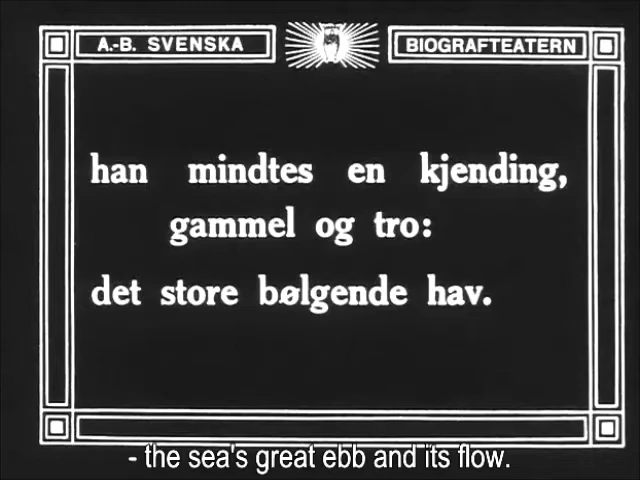 A.-B. SVENSKA BIOGRAFTEATERN
han mindtes en kjending,
gammel og tro:
det store bølgende hav.
- the sea's great ebb and its flow.